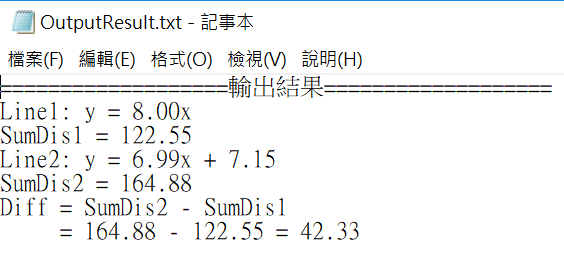 OutputResult.txt - 記事本
檔案(F) 編輯(E) 格式(O) 檢視(V) 說明(H)
===================輸出結果===================
Line1: y = 8.00x
SumDis1 = 122.55
Line2: y = 6.99x + 7.15
SumDis2 = 164.88
Diff = SumDis2 - SumDis1
     = 164.88 - 122.55 = 42.33